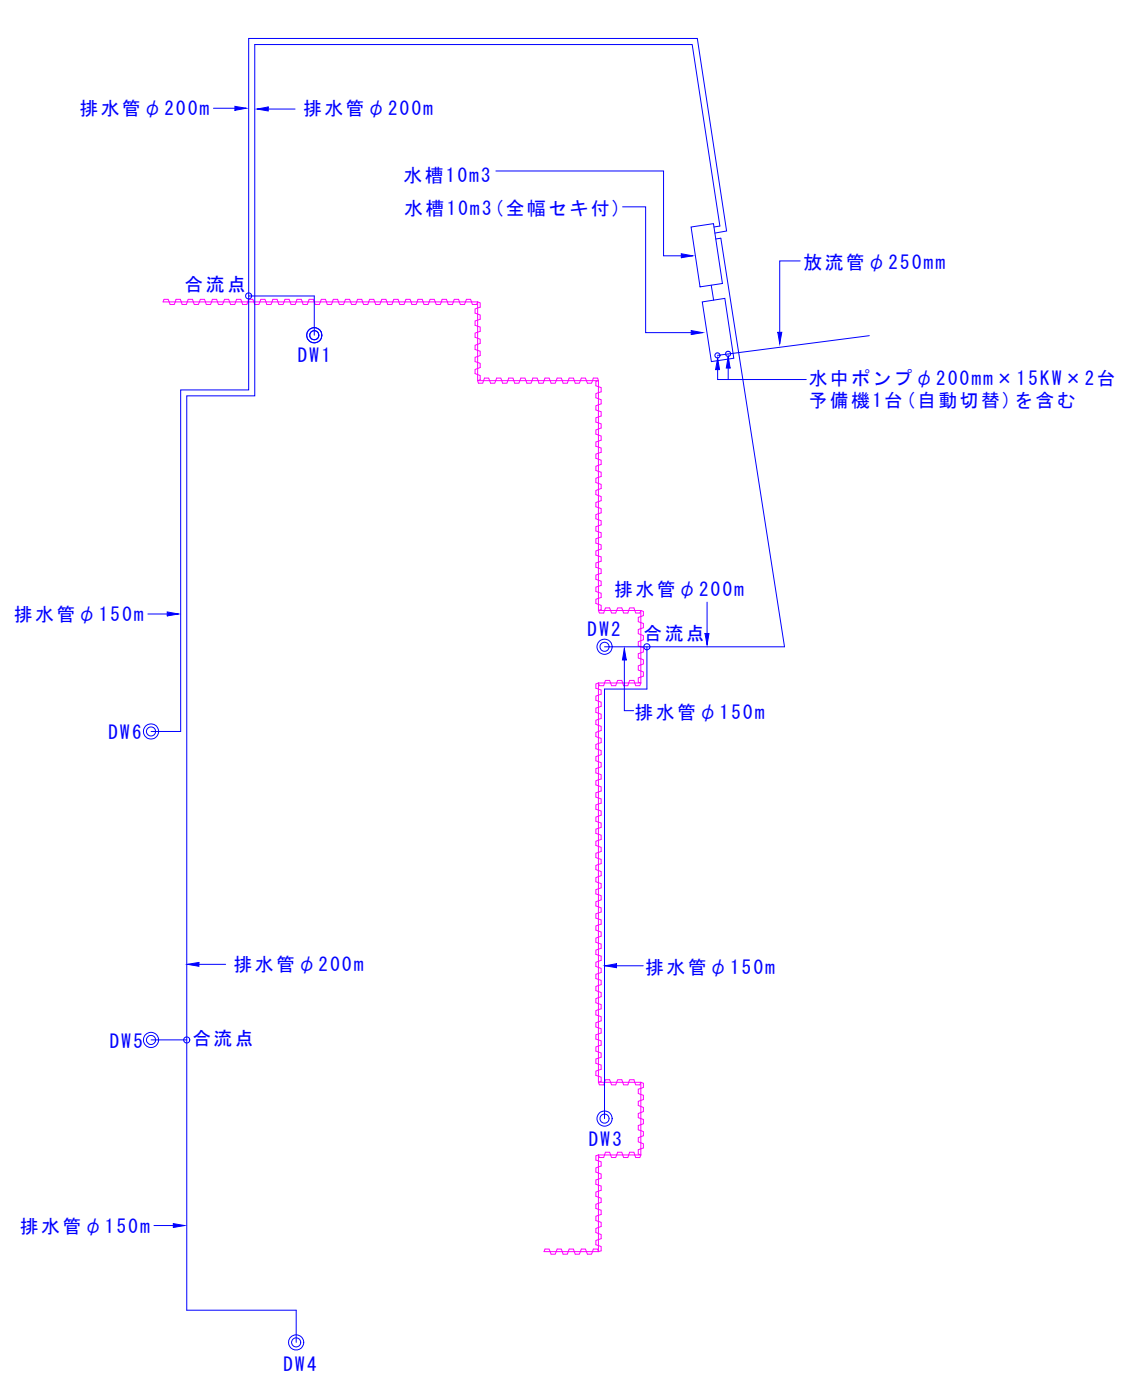 排水管φ200m
排水管φ200m
水槽10m3
水槽10m3(全幅セキ付)
放流管φ250mm
合流点
DW1
水中ポンプφ200mm×15KW×2台
予備機1台(自動切替)を含む
排水管φ200m
排水管φ150m
DW2
合流点
排水管φ150m
DW6
排水管φ200m
排水管φ150m
DW5
合流点
DW3
排水管φ150m
DW4